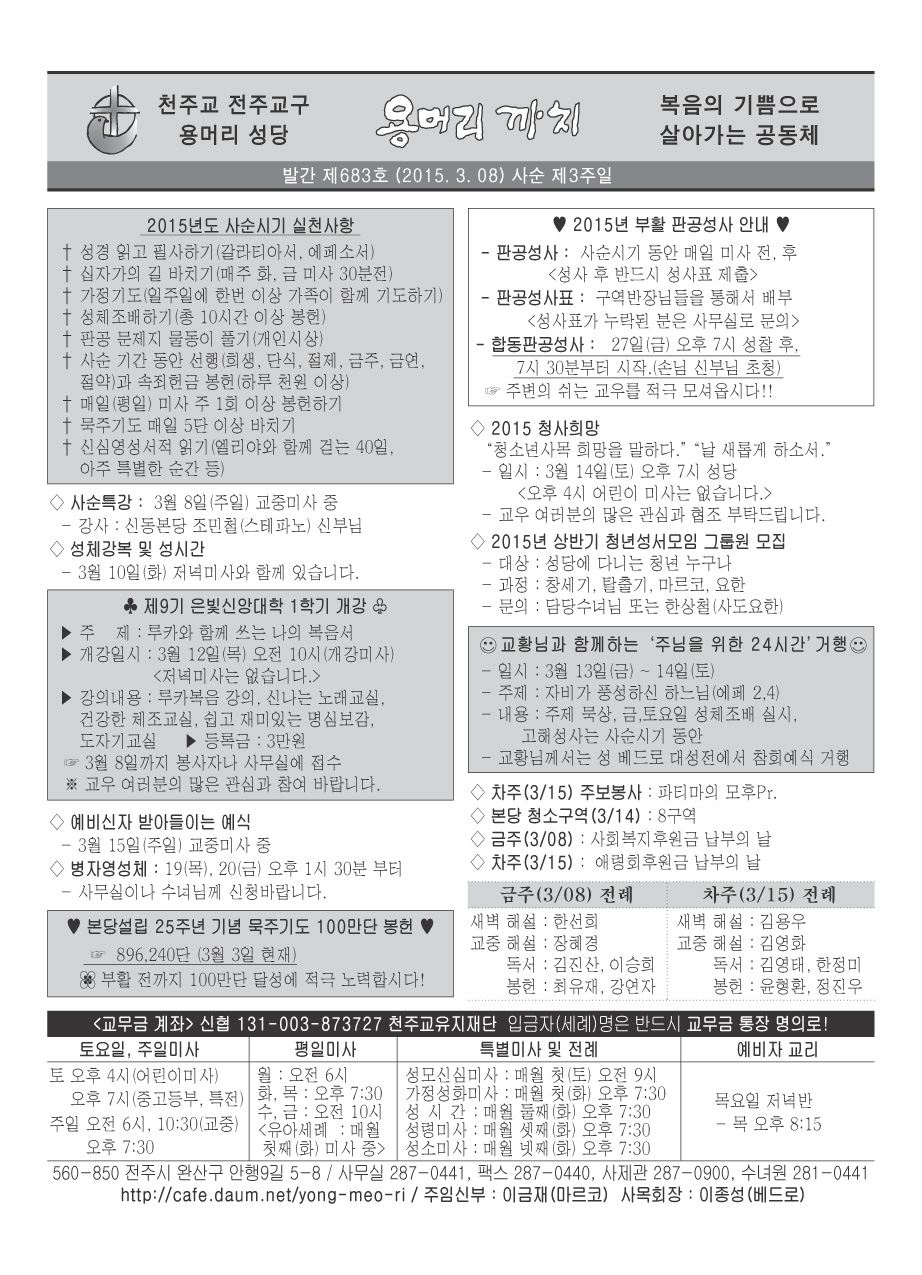 천주교 전주교구
용머리 성당
용머리 까치
복음의 기쁨으로
살아가는 공동체
발간 제683호 (2015. 3. 08) 사순 제3주일
2015년도 사순시기 실천사항
† 성경 읽고 필사하기(갈라티아서, 에페소서)
† 십자가의 길 바치기(매주 화, 금 미사 30분전)
† 가정기도(일주일에 한번 이상 가족이 함께 기도하기)
† 성체조배하기(총 10시간 이상 봉헌)
† 판공 문제지 물동이 풀기(개인시상)
† 사순 기간 동안 선행(희생, 단식, 절제, 금주, 금연,
절약)과 속죄헌금 봉헌(하루 천원 이상)
† 매일(평일) 미사 주 1회 이상 봉헌하기
† 묵주기도 매일 5단 이상 바치기
† 신심영성서적 읽기(엘리야와 함께 걷는 40일,
아주 특별한 순간 등)
◇ 사순특강 : 3월 8일(주일) 교중미사 중
- 강사 : 신동본당 조민철(스테파노) 신부님
◇ 성체강복 및 성시간
- 3월 10일(화) 저녁미사와 함께 있습니다.
♣ 제9기 은빛신앙대학 1학기 개강 ♧
▶ 주 제 : 루카와 함께 쓰는 나의 복음서
▶ 개강일시 : 3월 12일(목) 오전 10시(개강미사)
<저녁미사는 없습니다.>
▶ 강의내용 : 루카복음 강의, 신나는 노래교실,
건강한 체조교실, 쉽고 재미있는 명심보감,
도자기교실 ▶ 등록금 : 3만원
☞ 3월 8일까지 봉사자나 사무실에 접수
※ 교우 여러분의 많은 관심과 참여 바랍니다.
◇ 예비신자 받아들이는 예식
- 3월 15일(주일) 교중미사 중
◇ 병자영성체 : 19(목), 20(금) 오후 1시 30분 부터
- 사무실이나 수녀님께 신청바랍니다.
♥ 본당설립 25주년 기념 묵주기도 100만단 봉헌 ♥
☞ 896,240단 (3월 3일 현재)
부활 전까지 100만단 달성에 적극 노력합시다!
♥ 2015년 부활 판공성사 안내 ♥
- 판공성사 : 사순시기 동안 매일 미사 전, 후
<성사 후 반드시 성사표 제출>
- 판공성사표 : 구역반장님들을 통해서 배부
<성사표가 누락된 분은 사무실로 문의>
- 합동판공성사 : 27일(금) 오후 7시 성찰 후,
7시 30분부터 시작.(손님 신부님 초청)
☞ 주변의 쉬는 교우를 적극 모셔옵시다!!
◇ 2015 청사희망
“청소년사목 희망을 말하다.” “날 새롭게 하소서.”
- 일시 : 3월 14일(토) 오후 7시 성당
<오후 4시 어린이 미사는 없습니다.>
- 교우 여러분의 많은 관심과 협조 부탁드립니다.
◇ 2015년 상반기 청년성서모임 그룹원 모집
- 대상 : 성당에 다니는 청년 누구나
- 과정 : 창세기, 탈출기, 마르코, 요한
- 문의 : 담당수녀님 또는 한상철(사도요한)
☺교황님과 함께하는 ‘주님을 위한 24시간’ 거행☺
- 일시 : 3월 13일(금) ~ 14일(토)
- 주제 : 자비가 풍성하신 하느님(에페 2,4)
- 내용 : 주제 묵상, 금,토요일 성체조배 실시,
고해성사는 사순시기 동안
- 교황님께서는 성 베드로 대성전에서 참회예식 거행
◇ 차주(3/15) 주보봉사 : 파티마의 모후Pr.
◇ 본당 청소구역(3/14) : 8구역
◇ 금주(3/08) : 사회복지후원금 납부의 날
◇ 차주(3/15) : 애령회후원금 납부의 날
금주(3/08) 전례 차주(3/15) 전례
새벽 해설 : 한선희 새벽 해설 : 김용우
교중 해설 : 장혜경 교중 해설 : 김영화
독서 : 김진산, 이승희 독서 : 김영태, 한정미
봉헌 : 최유재, 강연자 봉헌 : 윤형환, 정진우
<교무금 계좌> 신협 131-003-873727 천주교유지재단 입금자(세례)명은 반드시 교무금 통장 명의로!
토요일, 주일미사 평일미사 특별미사 및 전례 예비자 교리
토 오후 4시(어린이미사)
오후 7시(중고등부, 특전)
주일 오전 6시, 10:30(교중)
오후 7:30
월 : 오전 6시
화, 목 : 오후 7:30
수, 금 : 오전 10시
<유아세례 : 매월
첫째(화) 미사 중>
성모신심미사 : 매월 첫(토) 오전 9시
가정성화미사 : 매월 첫(화) 오후 7:30
성 시 간 : 매월 둘째(화) 오후 7:30
성령미사 : 매월 셋째(화) 오후 7:30
성소미사 : 매월 넷째(화) 오후 7:30
목요일 저녁반
- 목 오후 8:15
560-850 전주시 완산구 안행9길 5-8 / 사무실 287-0441, 팩스 287-0440, 사제관 287-0900, 수녀원 281-0441
http://cafe.daum.net/yong-meo-ri / 주임신부 : 이금재(마르코) 사목회장 : 이종성(베드로)